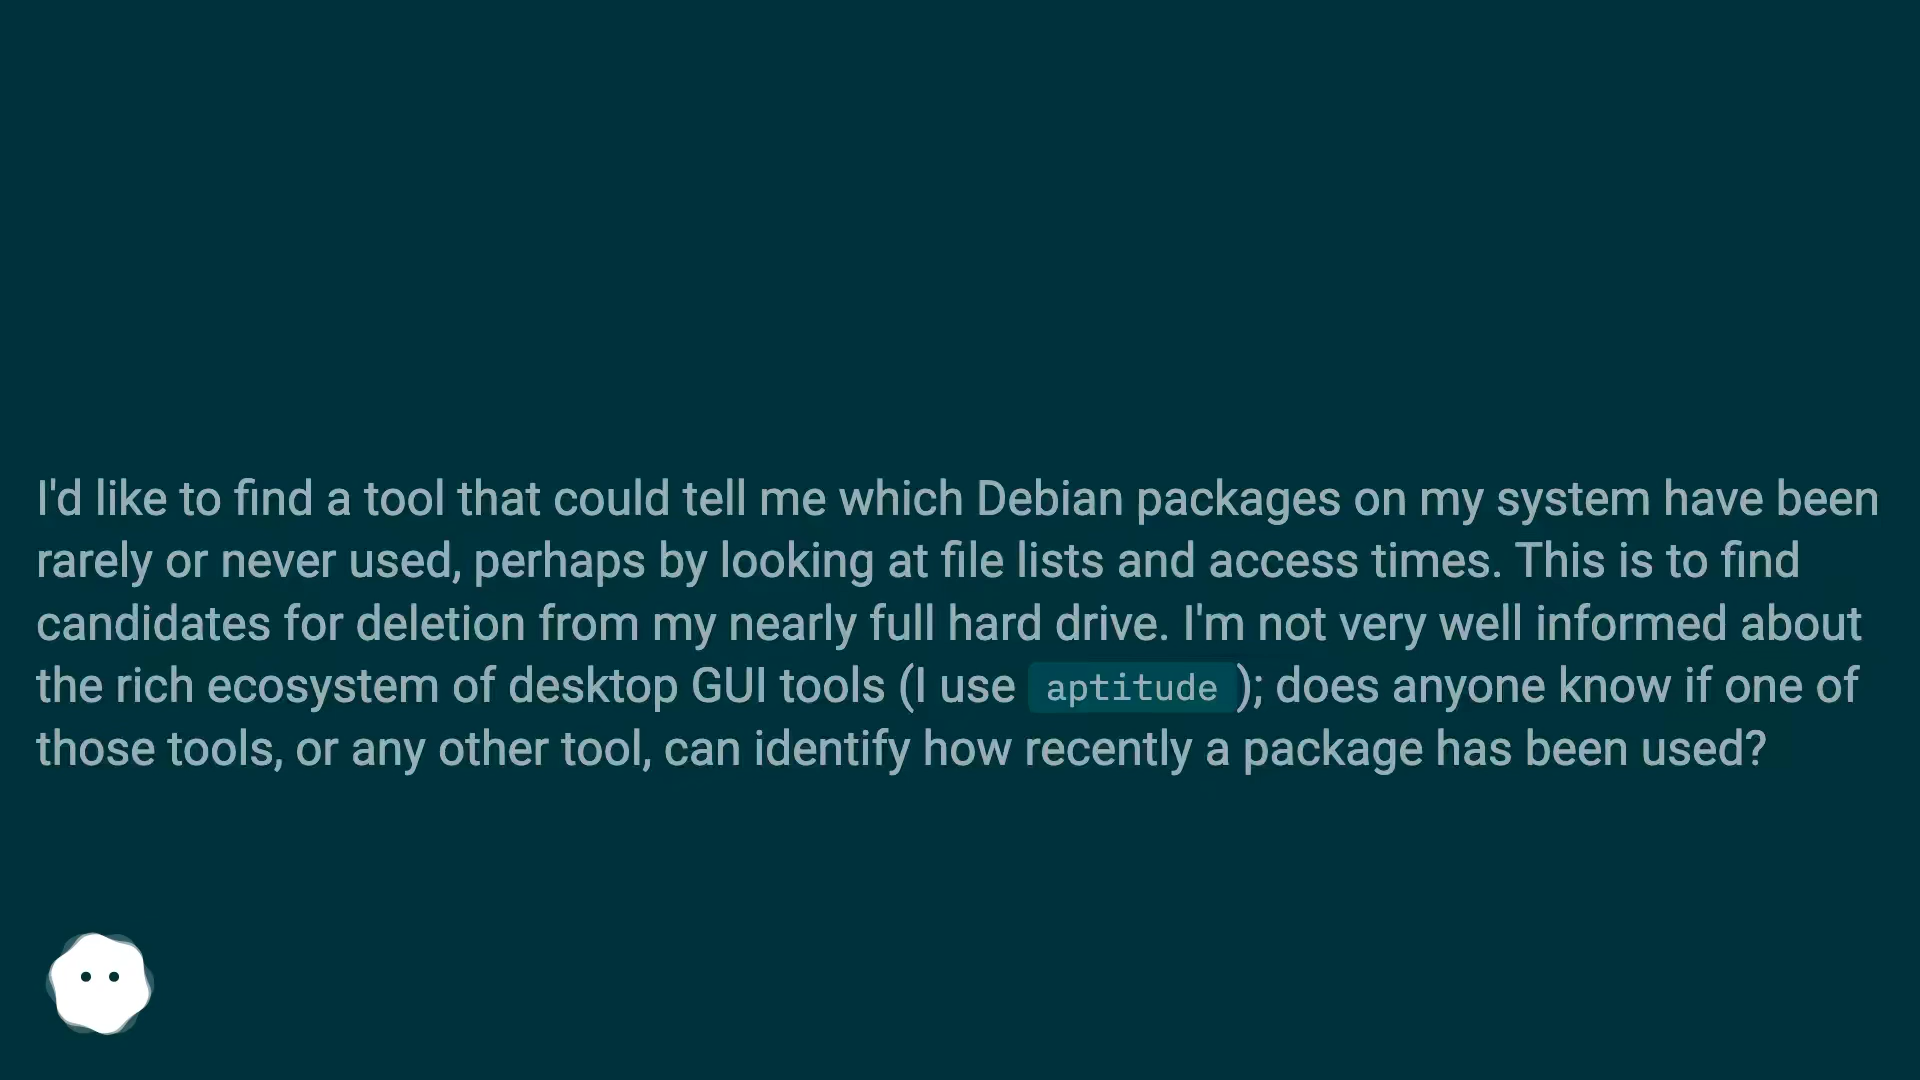 I'd like to find a tool that could tell me which Debian packages on my system have been
rarely or never used, perhaps by looking at file lists and access times. This is to find
candidates for deletion from my nearly full hard drive. I'm not very well informed about
the rich ecosystem of desktop GUI tools (I use aptitude); does anyone know if one of
those tools, or any other tool, can identify how recently a package has been used?